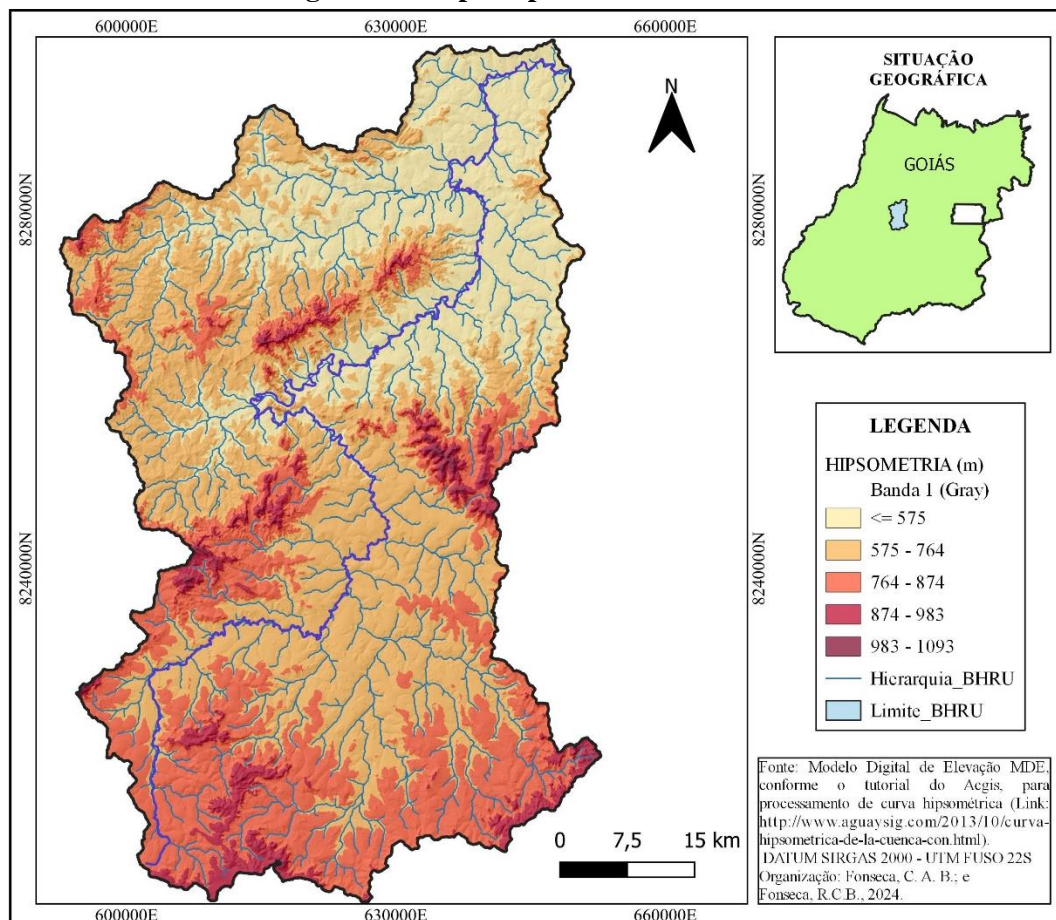 600000E 630000E 660000E
N
SITUAÇÃO
GEOGRÁFICA
GOIÁS
8280000N
8280000N
8240000N
8240000N
LEGENDA
HIPSOMETRIA (m)
Banda 1 (Gray)
<= 575
575 - 764
764 - 874
874 - 983
983 - 1093
Hierarquia_BHRU
Limite_BHRU
0 7,5 15 km
Fonte: Modelo Digital de Elevação MDE,
conforme o tutorial do Acgis, para
processamento de curva hipsométrica (Link:
http://www.aguaysig.com/2013/10/curva-
hipsometrica-de-la-cuenca-con.html).
DATUM SIRGAS 2000 - UTM FUSO 22S
Organização: Fonseca, C. A. B.; e
Fonseca, R.C.B., 2024.
600000E 630000E 660000E